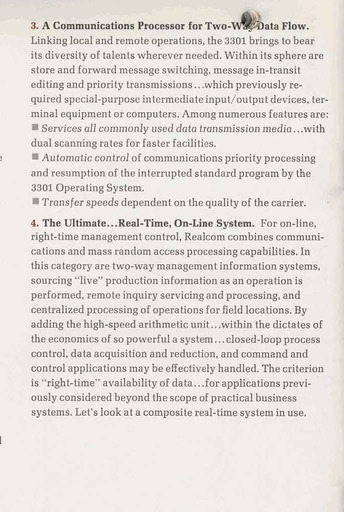 3. A Communications Processor for Two-Way Data Flow.
Linking local and remote operations, the 3301 brings to bear
its diversity of talents wherever needed. Within its sphere are
store and forward message switching, message in-transit
editing and priority transmissions...which previously re-
quired special-purpose intermediate input/output devices, ter-
minal equipment or computers. Among numerous features are:
■ Services all commonly used data transmission media...with
dual scanning rates for faster facilities.
■ Automatic control of communications priority processing
and resumption of the interrupted standard program by the
3301 Operating System.
■ Transfer speeds dependent on the quality of the carrier.
4. The Ultimate...Real-Time, On-Line System. For on-line,
right-time management control, Realcom combines communi-
cations and mass random access processing capabilities. In
this category are two-way management information systems,
sourcing "live" production information as an operation is
performed, remote inquiry servicing and processing, and
centralized processing of operations for field locations. By
adding the high-speed arithmetic unit...within the dictates of
the economics of so powerful a system...closed-loop process
control, data acquisition and reduction, and command and
control applications may be effectively handled. The criterion
is "right-time" availability of data...for applications previ-
ously considered beyond the scope of practical business
systems. Let's look at a composite real-time system in use.